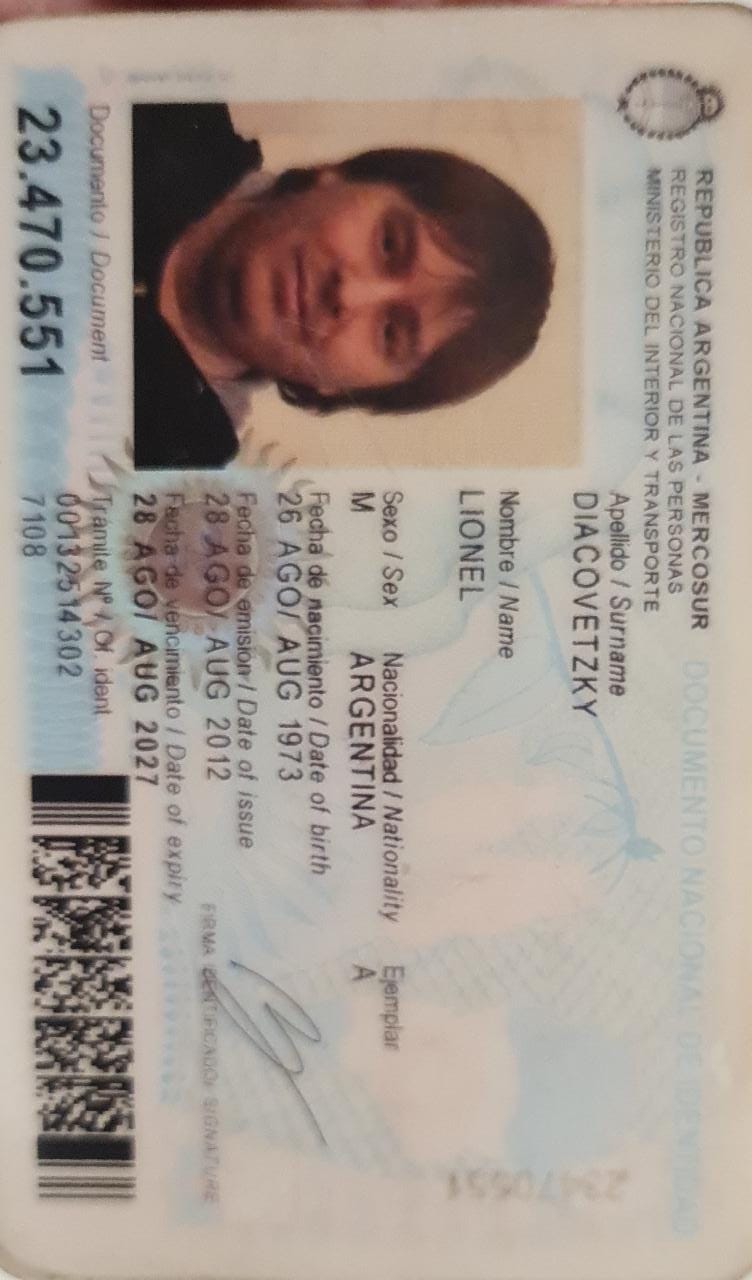 REPUBLICA ARGENTINA - MERCOSUR
REGISTRO NACIONAL DE LAS PERSONAS
MINISTERIO DEL INTERIOR Y TRANSPORTE
DOCUMENTO NACIONAL DE IDENTIDAD
Apellido / Surname
DIACOVETZKY
Nombre / Name
LIONEL
Sexo / Sex Nacionalidad / Nationality Ejemplar
M ARGENTINA A
Fecha de nacimiento / Date of birth
26 AGO/ AUG 1973
Fecha de emisión / Date of issue
28 AGO/ AUG 2012
Fecha de vencimiento / Date of expiry
28 AGO/ AUG 2027
FIRMA IDENTIFICADO/ SIGNATURE
Documento / Document
23.470.551
Trámite Nº / Of. ident
00132514302
7108
23470551